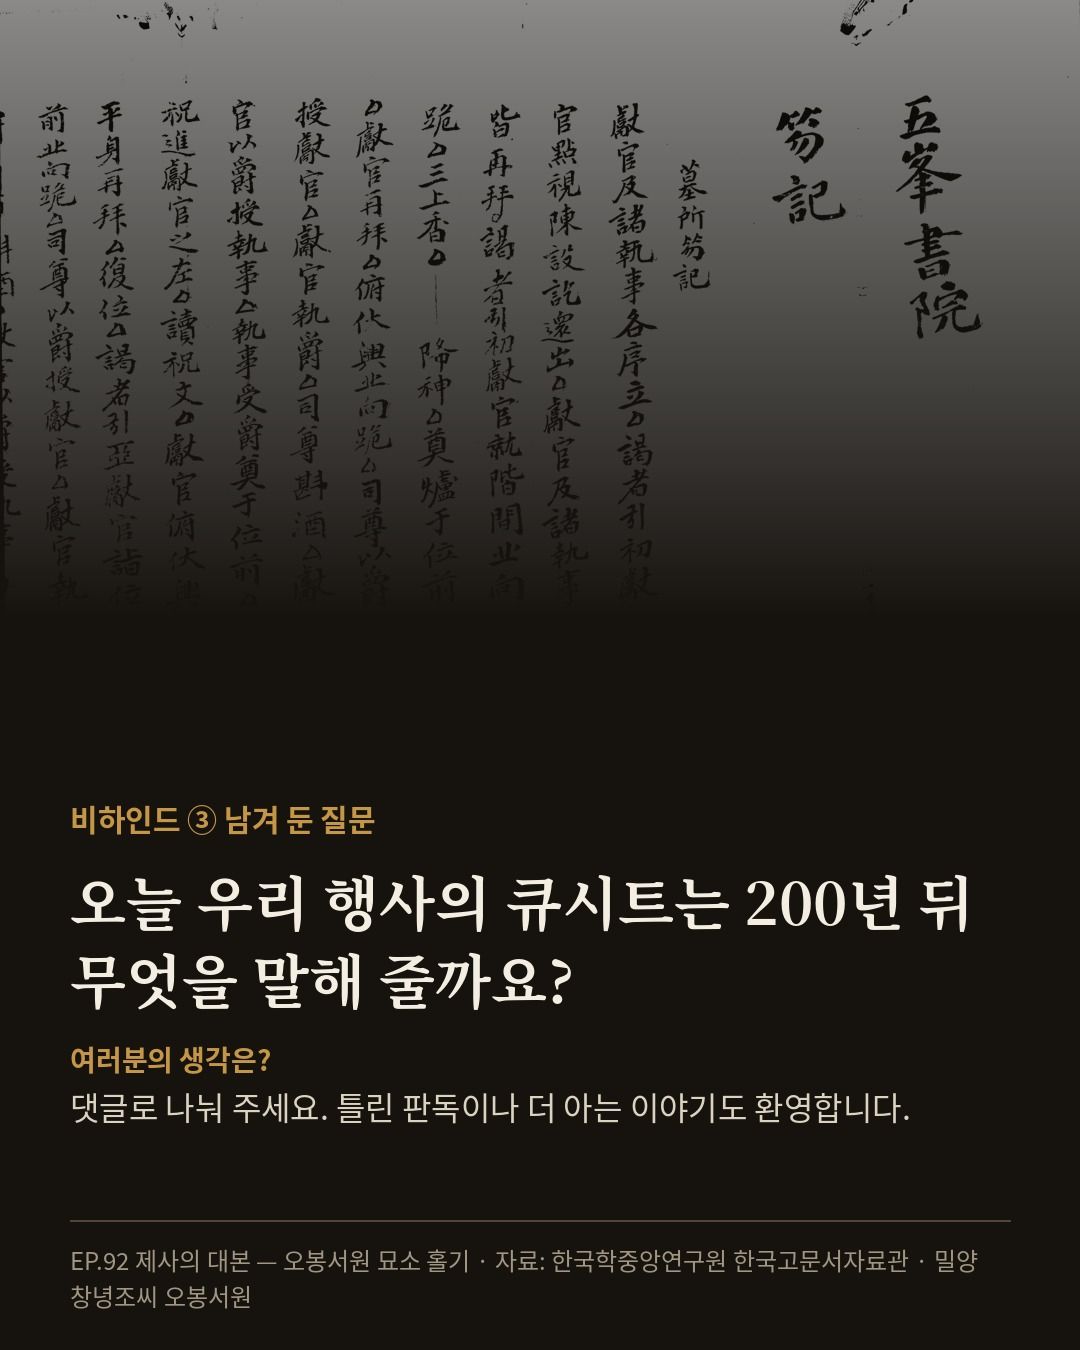 五峯書院
笏記
墓所笏記
獻官及諸執事各序立△謁者引初獻
官點視陳設訖還出△獻官及諸執事
皆再拜△謁者引初獻官就階間北向
跪△三上香△降神△奠爐于位前
△獻官再拜△俯伏興北向跪△司尊以爵
授獻官△獻官執爵△司尊斟酒△獻
官以爵授執事△執事受爵奠于位前△
祝進獻官之左△讀祝文△獻官俯伏興
平身再拜△復位△謁者引亞獻官詣位
前北向跪△司尊以爵授獻官△獻官執
비하인드 ③ 남겨 둔 질문
오늘 우리 행사의 큐시트는 200년 뒤
무엇을 말해 줄까요?
여러분의 생각은?
댓글로 나눠 주세요. 틀린 판독이나 더 아는 이야기도 환영합니다.
EP.92 제사의 대본 — 오봉서원 묘소 홀기 · 자료: 한국학중앙연구원 한국고문서자료관 · 밀양
창녕조씨 오봉서원